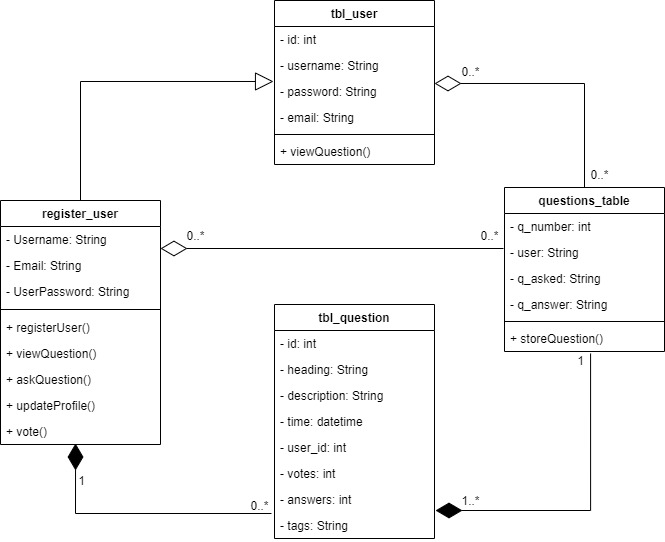 tbl_user
- id: int
- username: String
- password: String
- email: String
+ viewQuestion()
0..*
0..*
register_user
- Username: String
- Email: String
- UserPassword: String
+ registerUser()
+ viewQuestion()
+ askQuestion()
+ updateProfile()
+ vote()
0..*
0..*
questions_table
- q_number: int
- user: String
- q_asked: String
- q_answer: String
+ storeQuestion()
tbl_question
- id: int
- heading: String
- description: String
- time: datetime
- user_id: int
- votes: int
- answers: int
- tags: String
1
0..*
1
1..*